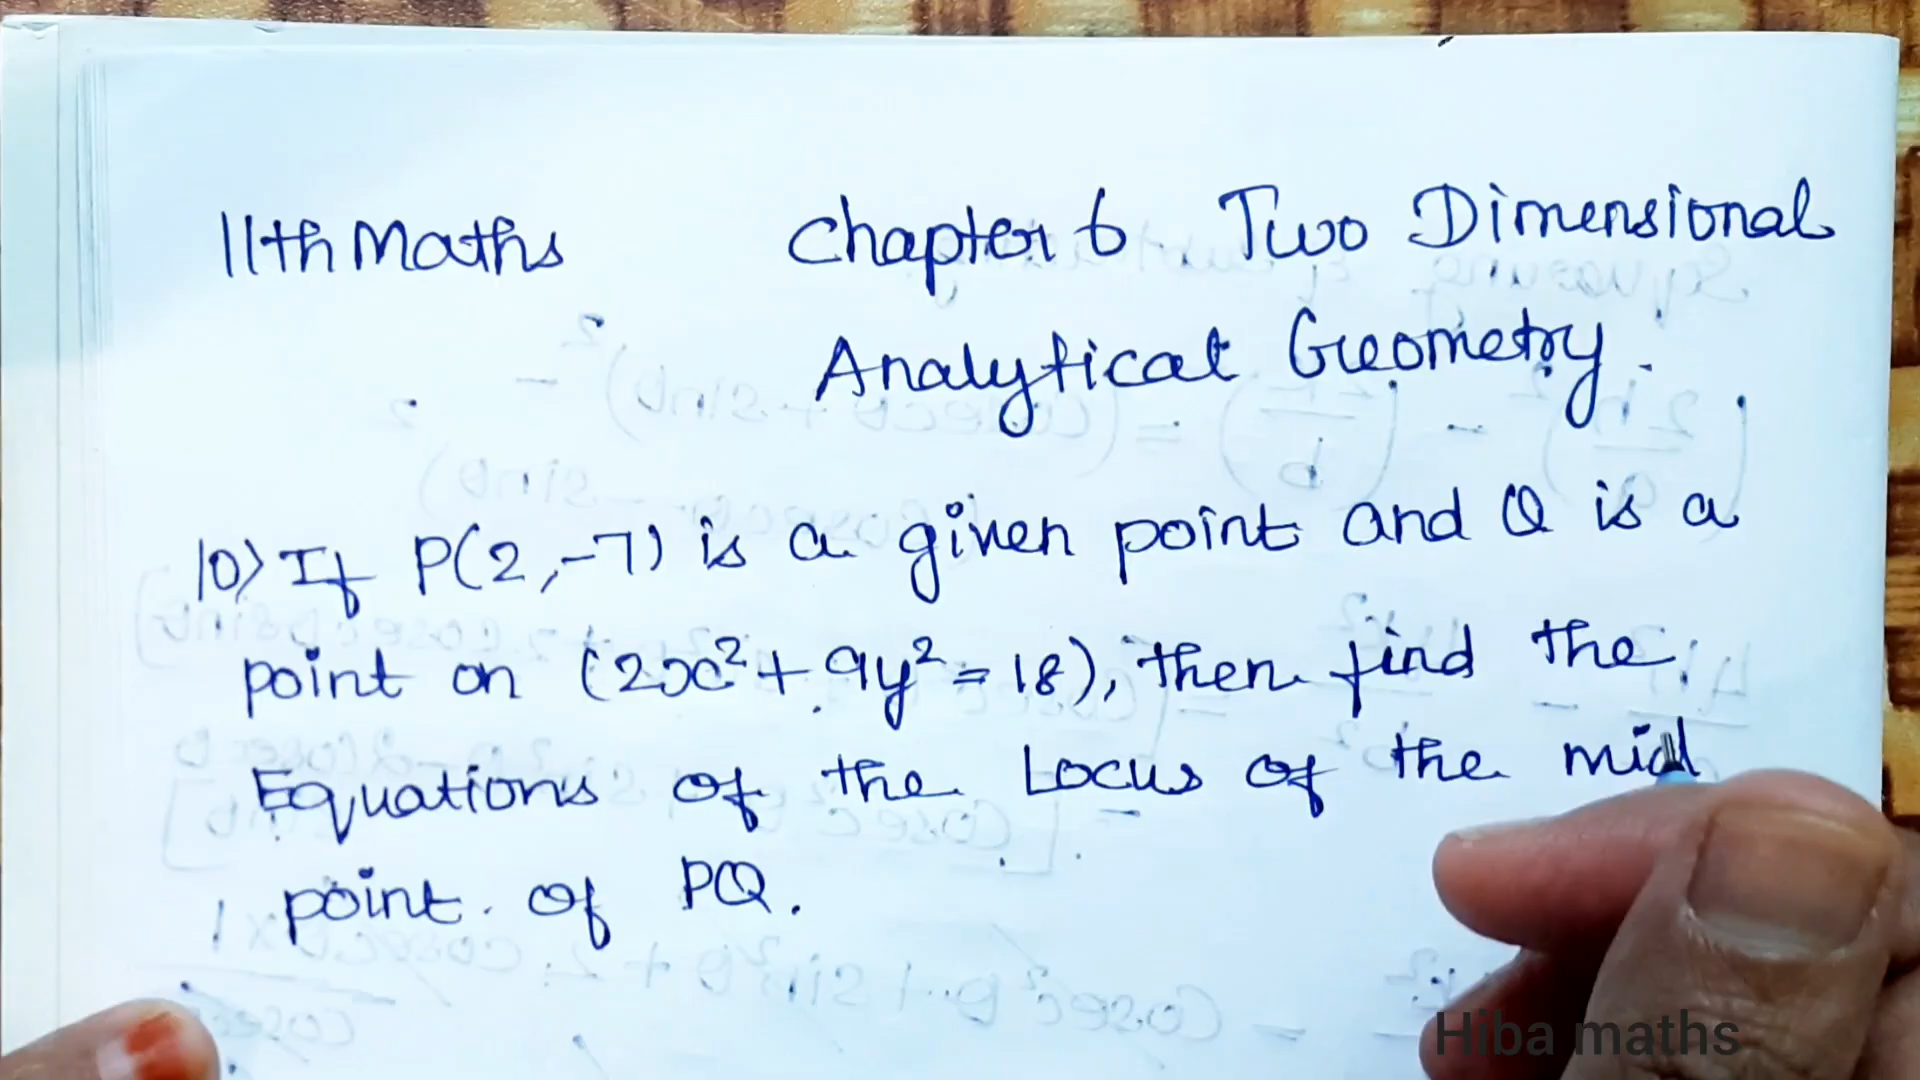 11th Maths Chapter 6 Two Dimensional
Analytical Geometry.
10) If P(2,-7) is a given point and Q is a
point on (2x²+9y²=18), then find the
Equations of the Locus of the mid
point of PQ.
Hiba maths